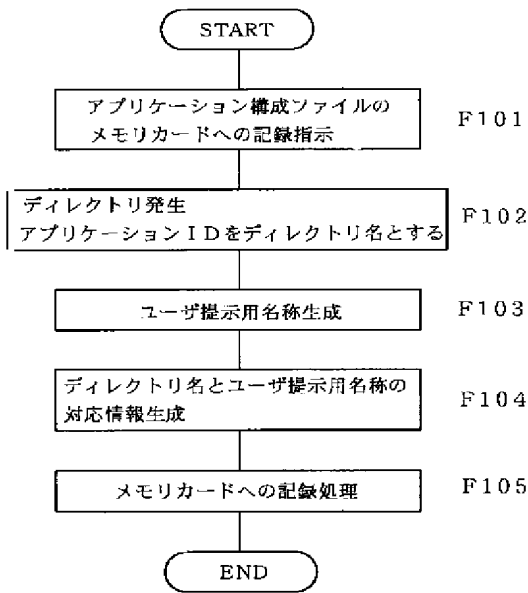 START
アプリケーション構成ファイルの
メモリカードへの記録指示
F101
ディレクトリ発生
アプリケーションIDをディレクトリ名とする
F102
ユーザ提示用名称生成
F103
ディレクトリ名とユーザ提示用名称の
対応情報生成
F104
メモリカードへの記録処理
F105
END